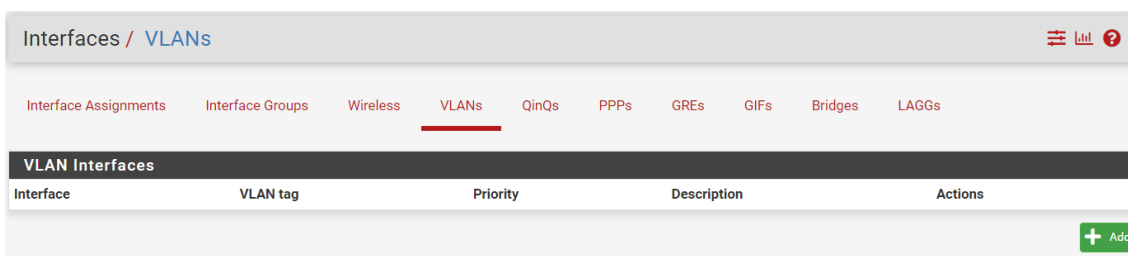 Interfaces / VLANs
Interface Assignments Interface Groups Wireless VLANs QinQs PPPs GREs GIFs Bridges LAGGs
VLAN Interfaces
Interface VLAN tag Priority Description Actions
Add